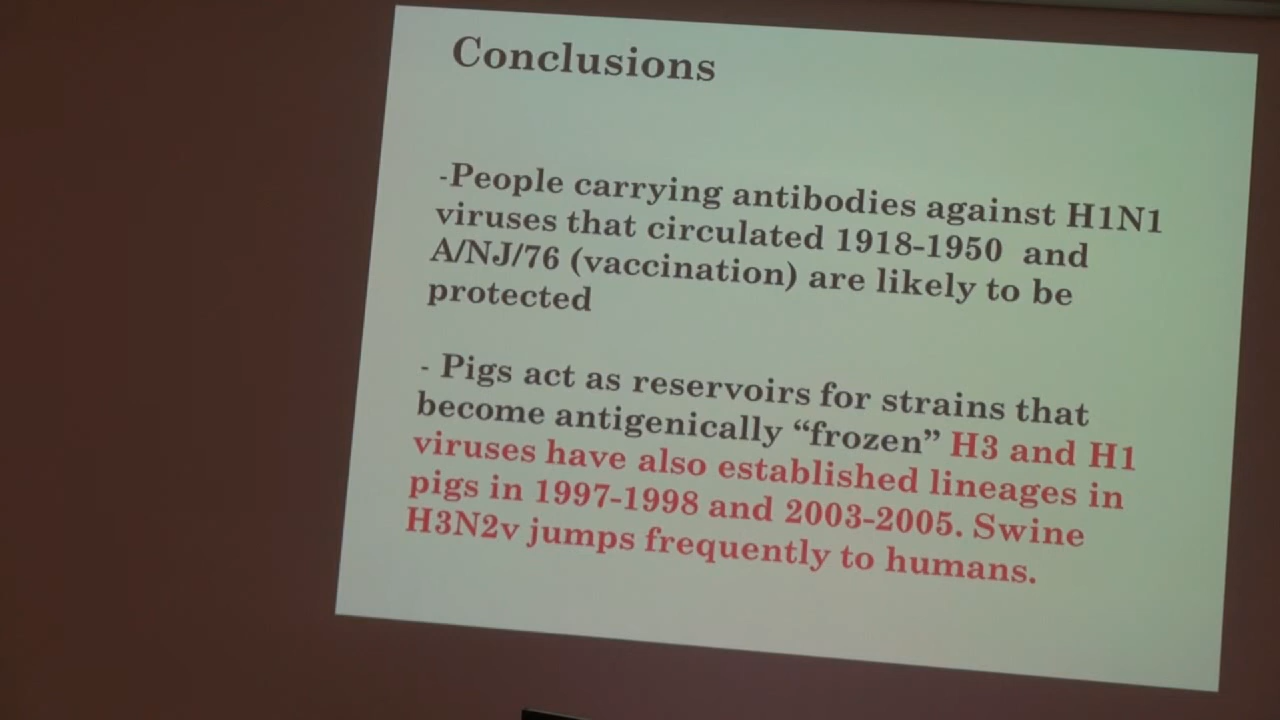 Conclusions
-People carrying antibodies against H1N1
viruses that circulated 1918-1950 and
A/NJ/76 (vaccination) are likely to be
protected
- Pigs act as reservoirs for strains that
become antigenically “frozen” H3 and H1
viruses have also established lineages in
pigs in 1997-1998 and 2003-2005. Swine
H3N2v jumps frequently to humans.